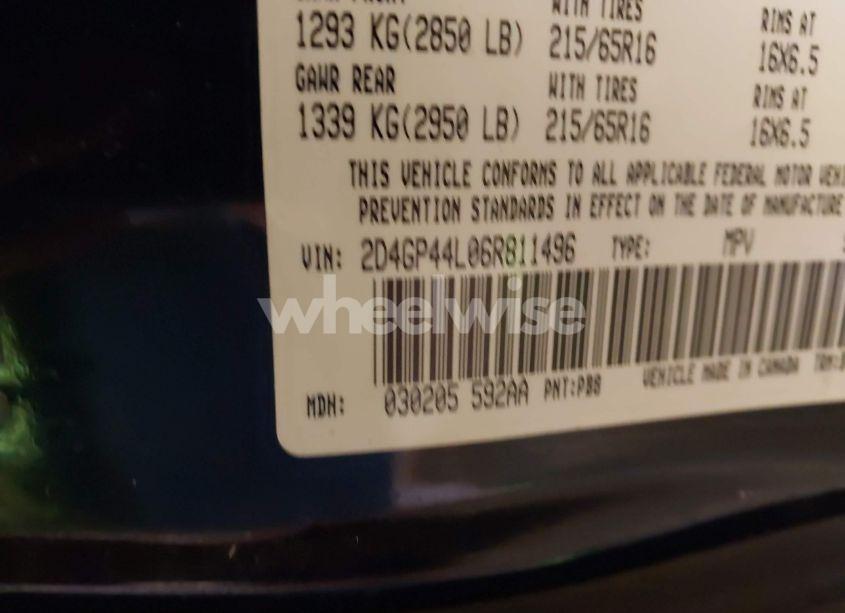 WITH TIRES RIMS AT
1293 KG(2850 LB) 215/65R16 16X6.5
GAWR REAR WITH TIRES RIMS AT
1339 KG(2950 LB) 215/65R16 16X6.5
THIS VEHICLE CONFORMS TO ALL APPLICABLE FEDERAL MOTOR
PREVENTION STANDARDS IN EFFECT ON THE DATE OF MANUFACTURE
VIN: 2D4GP44L06R811496 TYPE: MPV
wheelwise
MDH: 030205 592AA PNT:PB8 VEHICLE MADE IN CANADA